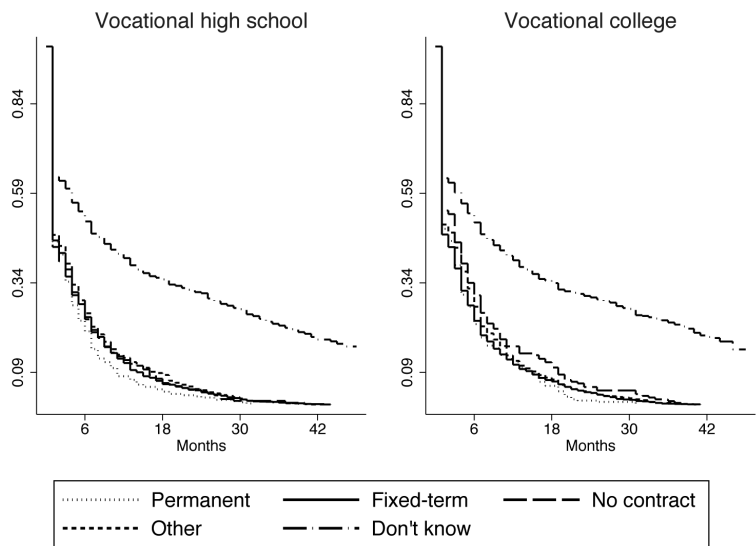 Vocational high school
0.84
0.59
0.34
0.09
6 18 30 42
Months
Vocational college
0.84
0.59
0.34
0.09
6 18 30 42
Months
Permanent Fixed-term No contract
Other Don't know